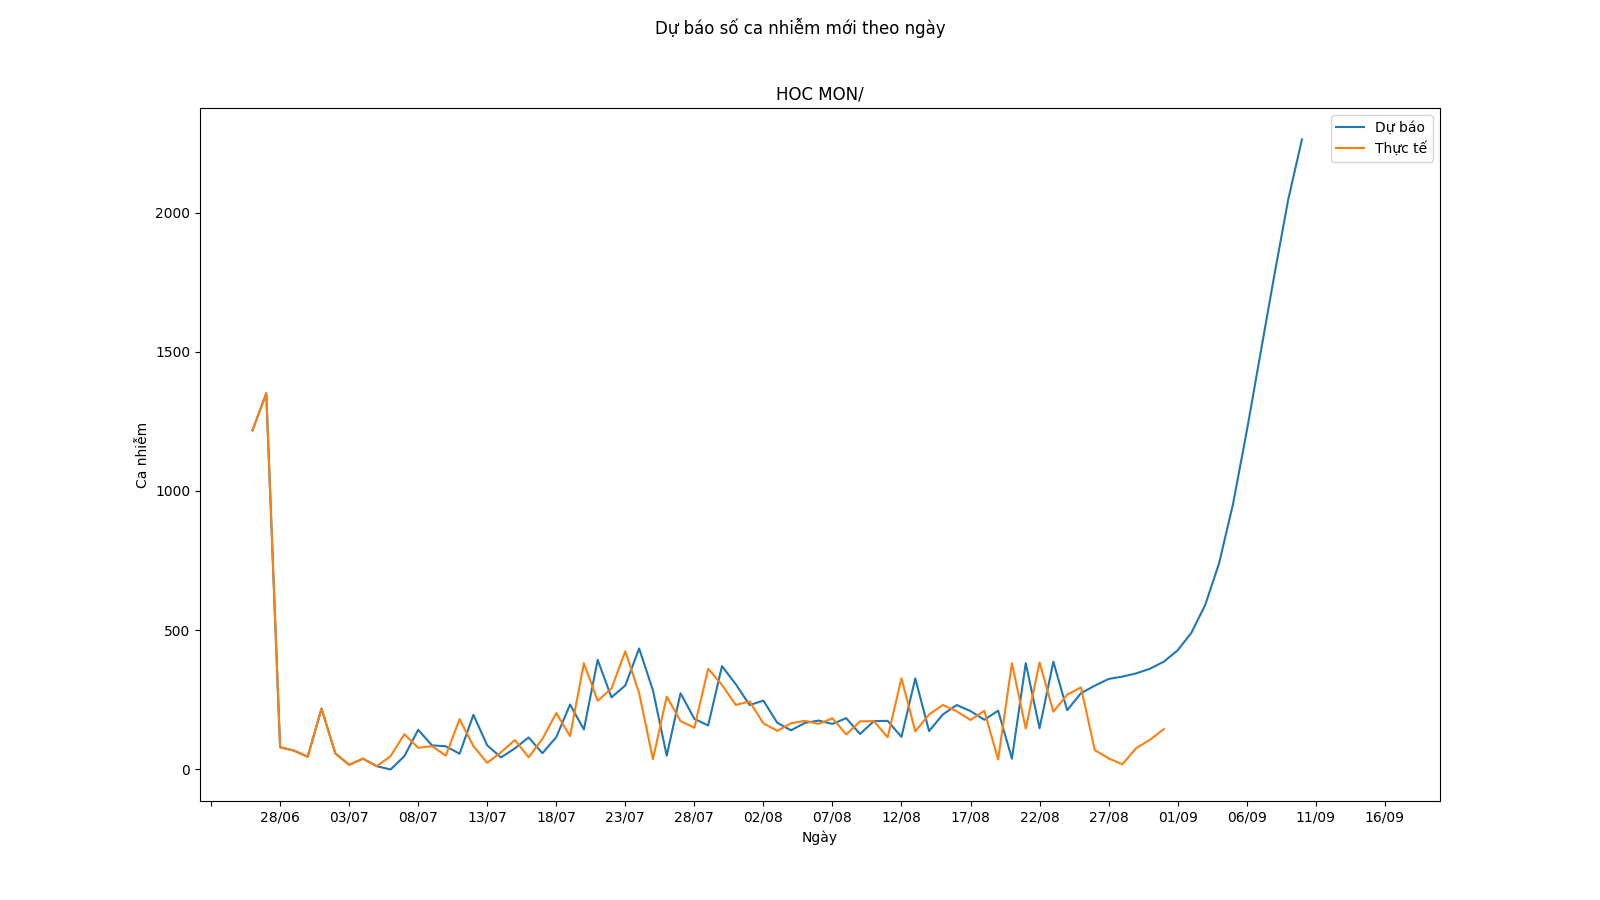 Dự báo số ca nhiễm mới theo ngày
HOC MON/
Dự báo
Thực tế
2000
1500
1000
500
0
Ca nhiễm
28/06 03/07 08/07 13/07 18/07 23/07 28/07 02/08 07/08 12/08 17/08 22/08 27/08 01/09 06/09 11/09 16/09
Ngày